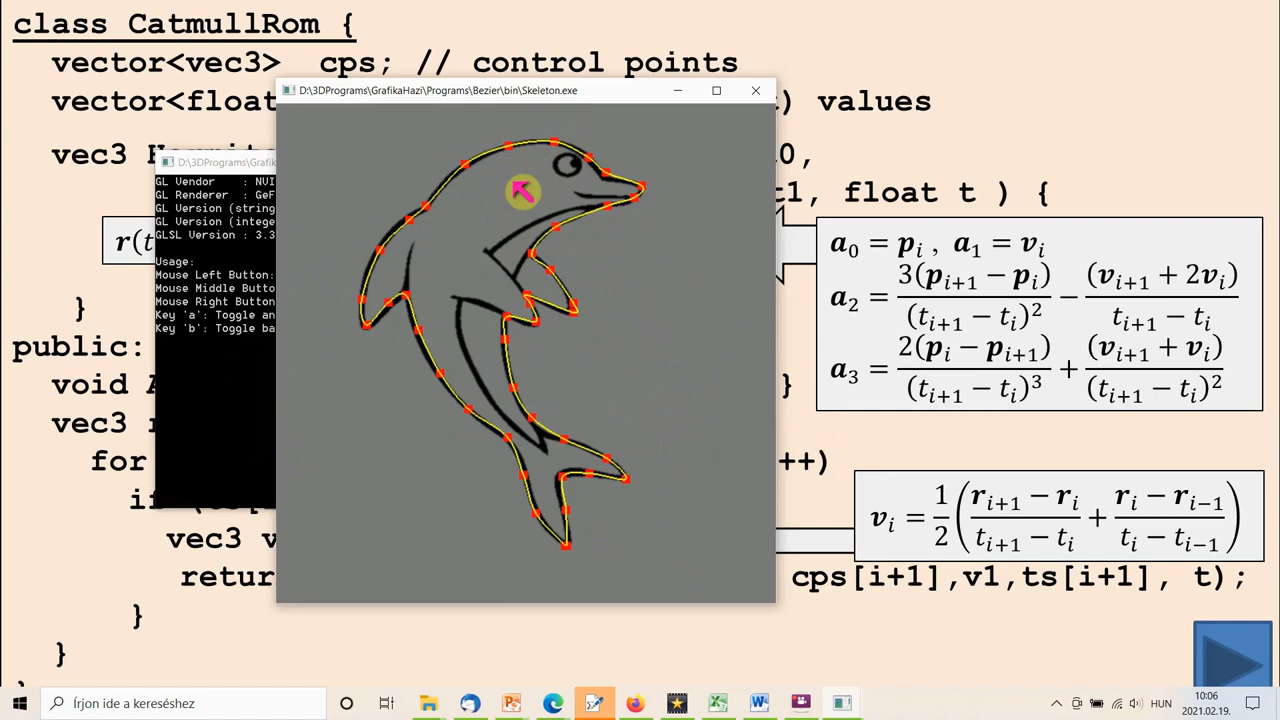 class CatmullRom {
vector<vec3> cps; // control points
vector<float
) values
vec3
0,
t1, float t ) {
D:\3DPrograms\GrafikaHazi\Programs\Bezier\bin\Skeleton.exe
D:\3DPrograms\Grafik
GL Vendor : NVI
GL Renderer : GeF
GL Version (string
GL Version (intege
GLSL Version : 3.3
Usage:
Mouse Left Button:
Mouse Middle Butto
Mouse Right Button
Key 'a': Toggle an
Key 'b': Toggle ba
r(t
a₀ = pᵢ , a₁ = vᵢ
a₂ = 3(pᵢ₊₁ − pᵢ)/(tᵢ₊₁ − tᵢ)² − (vᵢ₊₁ + 2vᵢ)/(tᵢ₊₁ − tᵢ)
a₃ = 2(pᵢ − pᵢ₊₁)/(tᵢ₊₁ − tᵢ)³ + (vᵢ₊₁ + vᵢ)/(tᵢ₊₁ − tᵢ)²
}
public:
void
}
vec3
for
++)
if
vec3
vᵢ = 1/2 ((rᵢ₊₁ − rᵢ)/(tᵢ₊₁ − tᵢ) + (rᵢ − rᵢ₋₁)/(tᵢ − tᵢ₋₁))
retur
cps[i+1],v1,ts[i+1], t);
}
}
Írjon ide a kereséshez
HUN
10:06
2021.02.19.